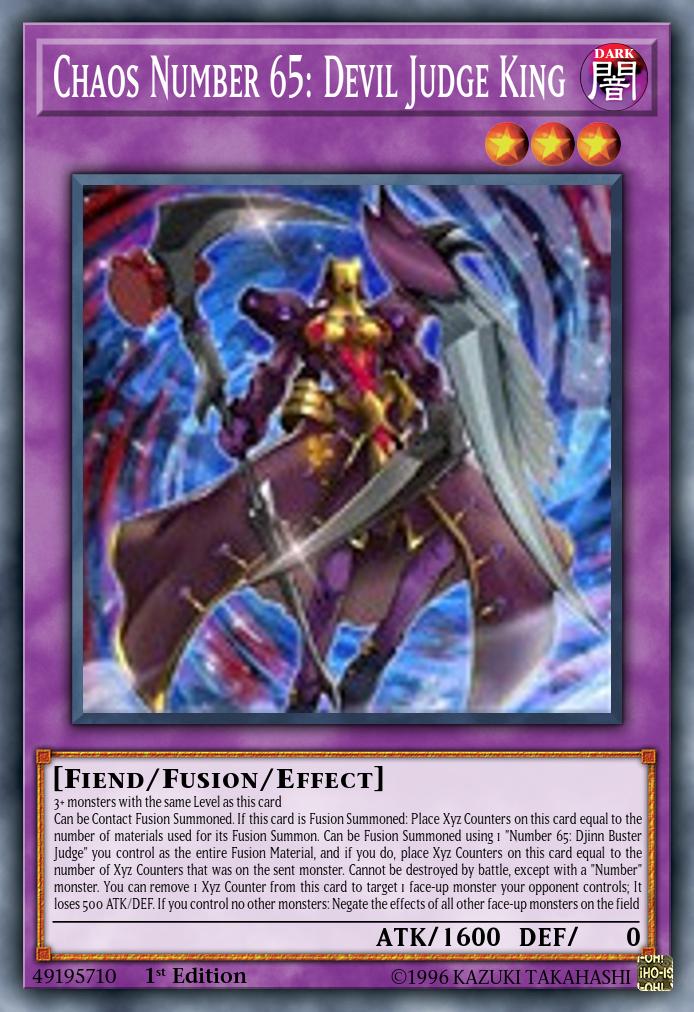 Chaos Number 65: Devil Judge King
DARK
闇
[Fiend/Fusion/Effect]
3+ monsters with the same Level as this card
Can be Contact Fusion Summoned. If this card is Fusion Summoned: Place Xyz Counters on this card equal to the
number of materials used for its Fusion Summon. Can be Fusion Summoned using 1 "Number 65: Djinn Buster
Judge" you control as the entire Fusion Material, and if you do, place Xyz Counters on this card equal to the
number of Xyz Counters that was on the sent monster. Cannot be destroyed by battle, except with a "Number"
monster. You can remove 1 Xyz Counter from this card to target 1 face-up monster your opponent controls; It
loses 500 ATK/DEF. If you control no other monsters: Negate the effects of all other face-up monsters on the field
ATK/1600 DEF/ 0
49195710 1st Edition ©1996 KAZUKI TAKAHASHI